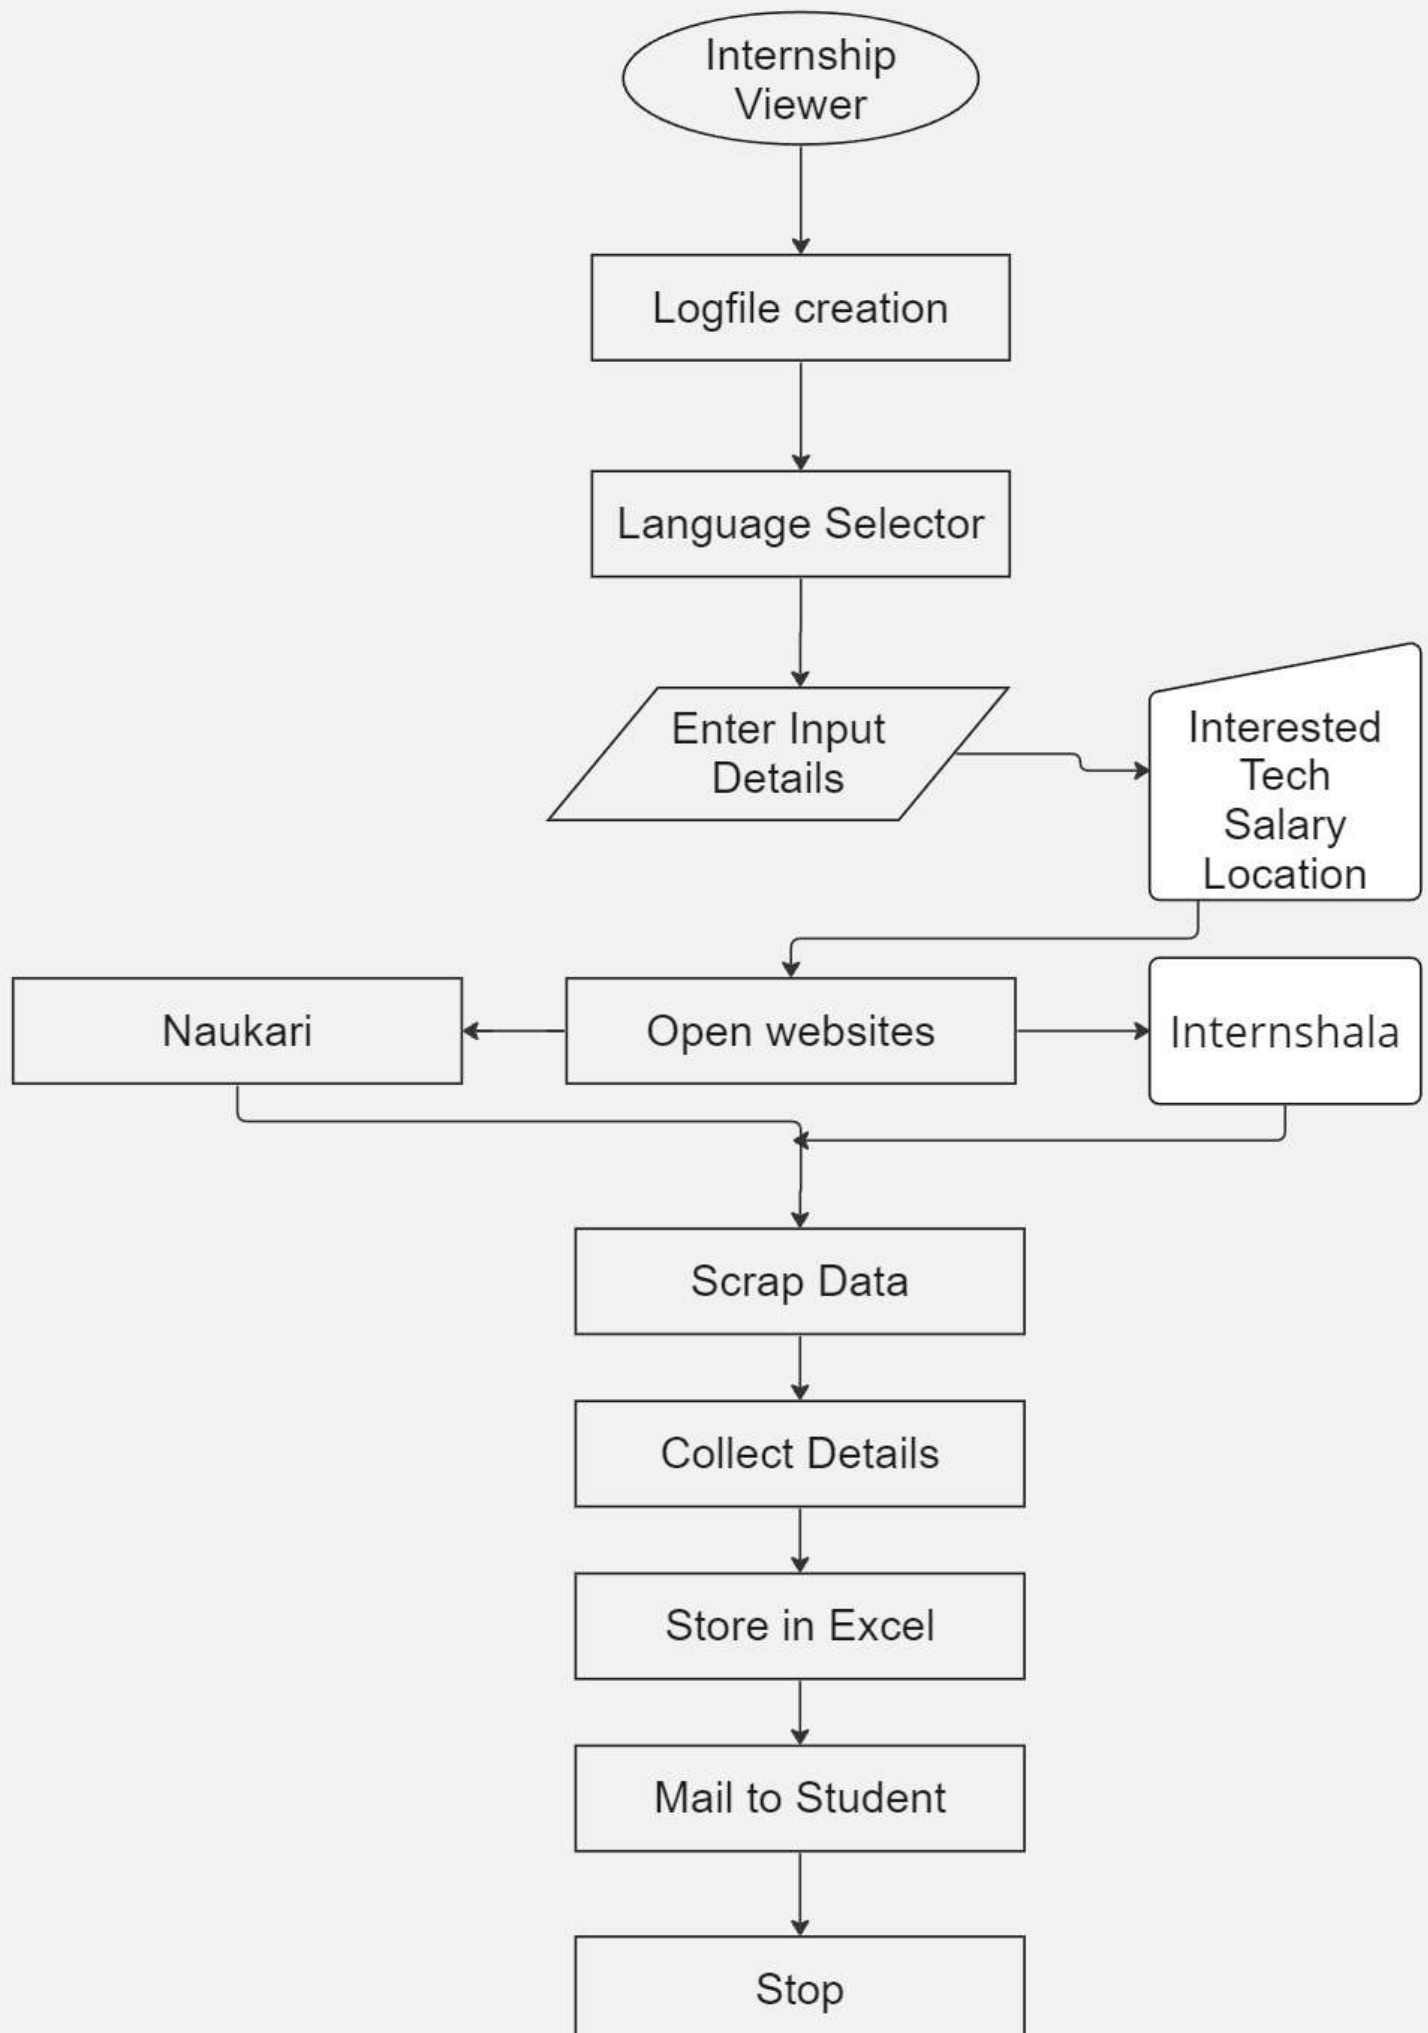 Internship
Viewer
Logfile creation
Language Selector
Enter Input
Details
Interested
Tech
Salary
Location
Naukari
Open websites
Internshala
Scrap Data
Collect Details
Store in Excel
Mail to Student
Stop